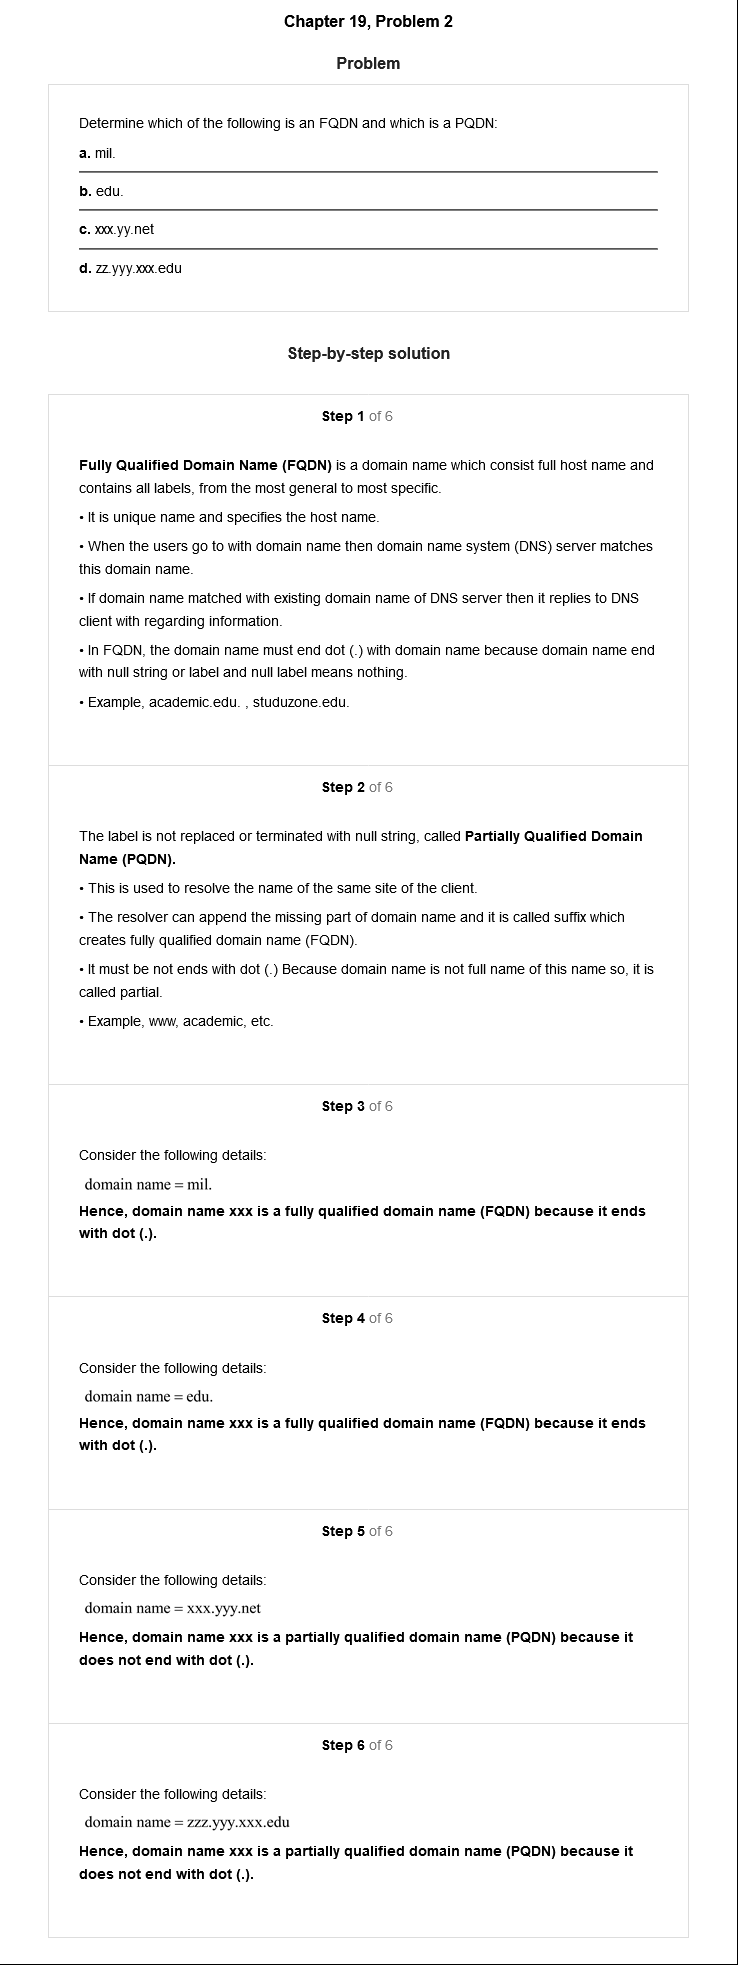 Chapter 19, Problem 2
Problem
Determine which of the following is an FQDN and which is a PQDN:
a. mil.
b. edu.
c. xxx.yy.net
d. zz.yyy.xxx.edu
Step-by-step solution
Step 1 of 6
Fully Qualified Domain Name (FQDN) is a domain name which consist full host name and
contains all labels, from the most general to most specific.
• It is unique name and specifies the host name.
• When the users go to with domain name then domain name system (DNS) server matches
this domain name.
• If domain name matched with existing domain name of DNS server then it replies to DNS
client with regarding information.
• In FQDN, the domain name must end dot (.) with domain name because domain name end
with null string or label and null label means nothing.
• Example, academic.edu. , studuzone.edu.
Step 2 of 6
The label is not replaced or terminated with null string, called Partially Qualified Domain
Name (PQDN).
• This is used to resolve the name of the same site of the client.
• The resolver can append the missing part of domain name and it is called suffix which
creates fully qualified domain name (FQDN).
• It must be not ends with dot (.) Because domain name is not full name of this name so, it is
called partial.
• Example, www, academic, etc.
Step 3 of 6
Consider the following details:
domain name = mil.
Hence, domain name xxx is a fully qualified domain name (FQDN) because it ends
with dot (.).
Step 4 of 6
Consider the following details:
domain name = edu.
Hence, domain name xxx is a fully qualified domain name (FQDN) because it ends
with dot (.).
Step 5 of 6
Consider the following details:
domain name = xxx.yyy.net
Hence, domain name xxx is a partially qualified domain name (PQDN) because it
does not end with dot (.).
Step 6 of 6
Consider the following details:
domain name = zzz.yyy.xxx.edu
Hence, domain name xxx is a partially qualified domain name (PQDN) because it
does not end with dot (.).